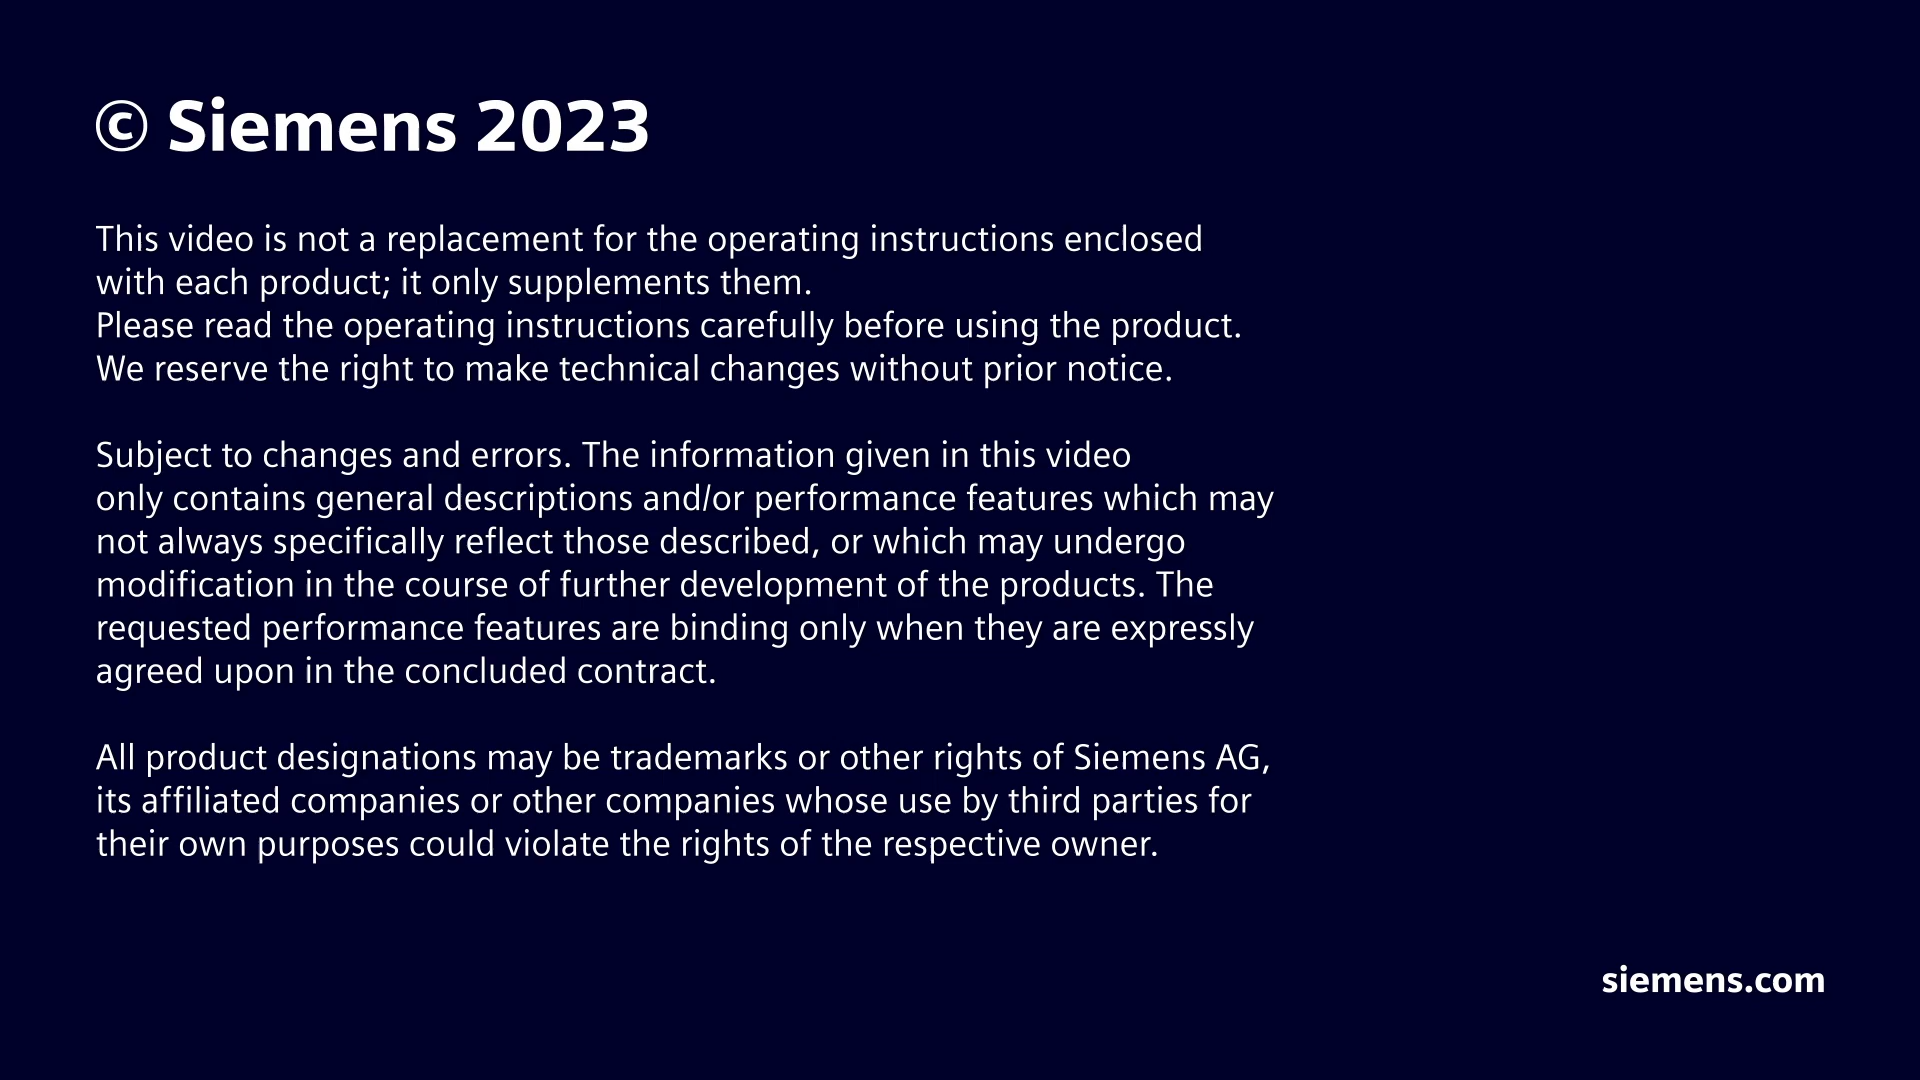 © Siemens 2023
This video is not a replacement for the operating instructions enclosed
with each product; it only supplements them.
Please read the operating instructions carefully before using the product.
We reserve the right to make technical changes without prior notice.
Subject to changes and errors. The information given in this video
only contains general descriptions and/or performance features which may
not always specifically reflect those described, or which may undergo
modification in the course of further development of the products. The
requested performance features are binding only when they are expressly
agreed upon in the concluded contract.
All product designations may be trademarks or other rights of Siemens AG,
its affiliated companies or other companies whose use by third parties for
their own purposes could violate the rights of the respective owner.
siemens.com